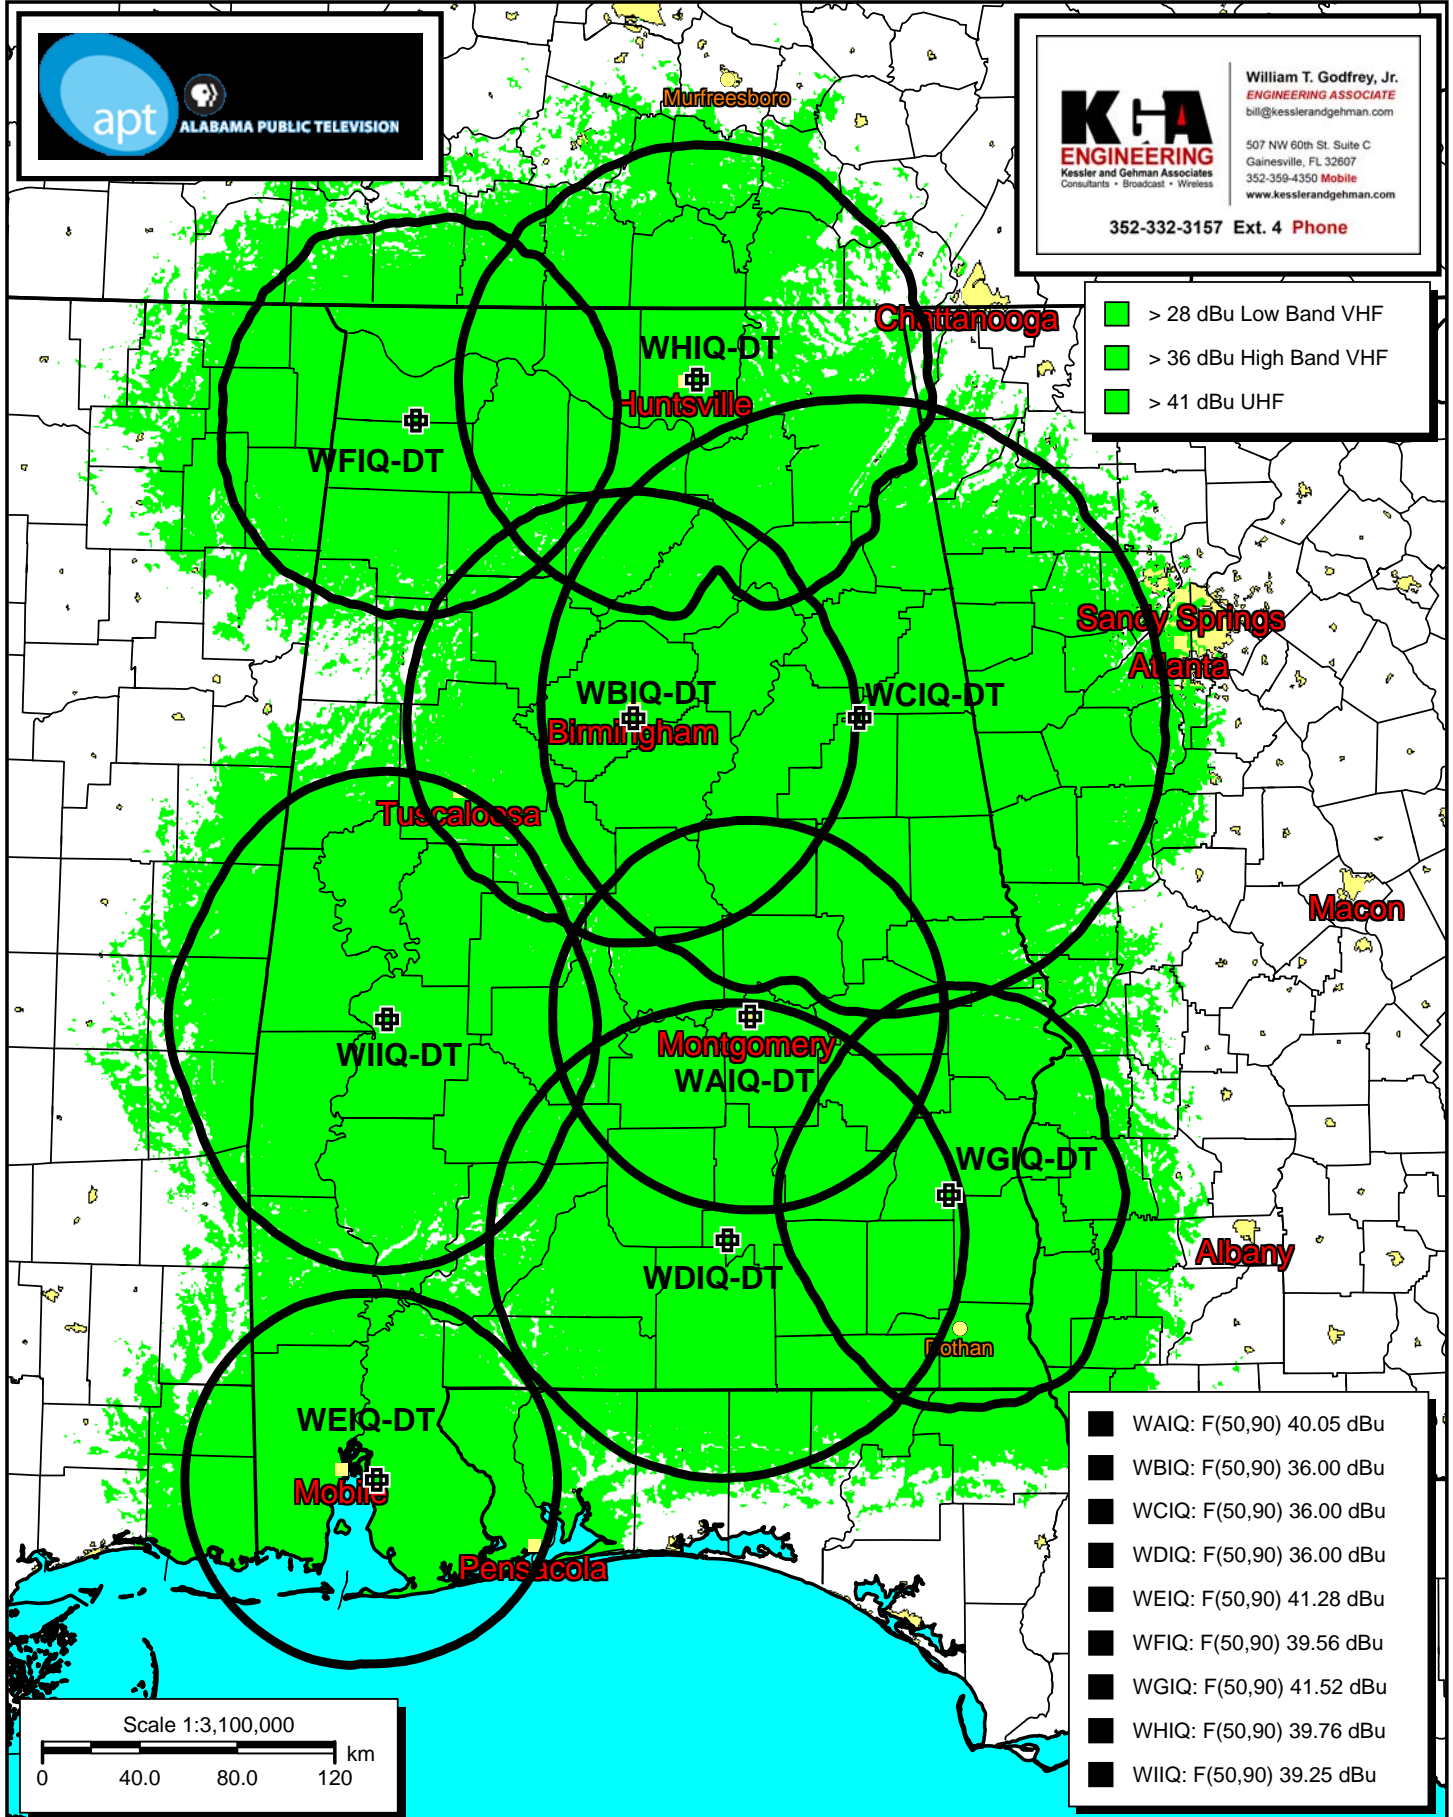 apt
ALABAMA PUBLIC TELEVISION
KGA
ENGINEERING
Kessler and Gehman Associates
Consultants • Broadcast • Wireless
William T. Godfrey, Jr.
ENGINEERING ASSOCIATE
bill@kesslerandgehman.com
507 NW 60th St. Suite C
Gainesville, FL 32607
352-359-4350 Mobile
www.kesslerandgehman.com
352-332-3157 Ext. 4 Phone
> 28 dBu Low Band VHF
> 36 dBu High Band VHF
> 41 dBu UHF
Murfreesboro
Chattanooga
WHIQ-DT
Huntsville
WFIQ-DT
Sandy Springs
Atlanta
WBIQ-DT
WCIQ-DT
Birmingham
Tuscaloosa
Macon
Montgomery
WIIQ-DT
WAIQ-DT
WGIQ-DT
Albany
WDIQ-DT
Dothan
WEIQ-DT
Mobile
Pensacola
WAIQ: F(50,90) 40.05 dBu
WBIQ: F(50,90) 36.00 dBu
WCIQ: F(50,90) 36.00 dBu
WDIQ: F(50,90) 36.00 dBu
WEIQ: F(50,90) 41.28 dBu
WFIQ: F(50,90) 39.56 dBu
WGIQ: F(50,90) 41.52 dBu
WHIQ: F(50,90) 39.76 dBu
WIIQ: F(50,90) 39.25 dBu
Scale 1:3,100,000
km
0 40.0 80.0 120